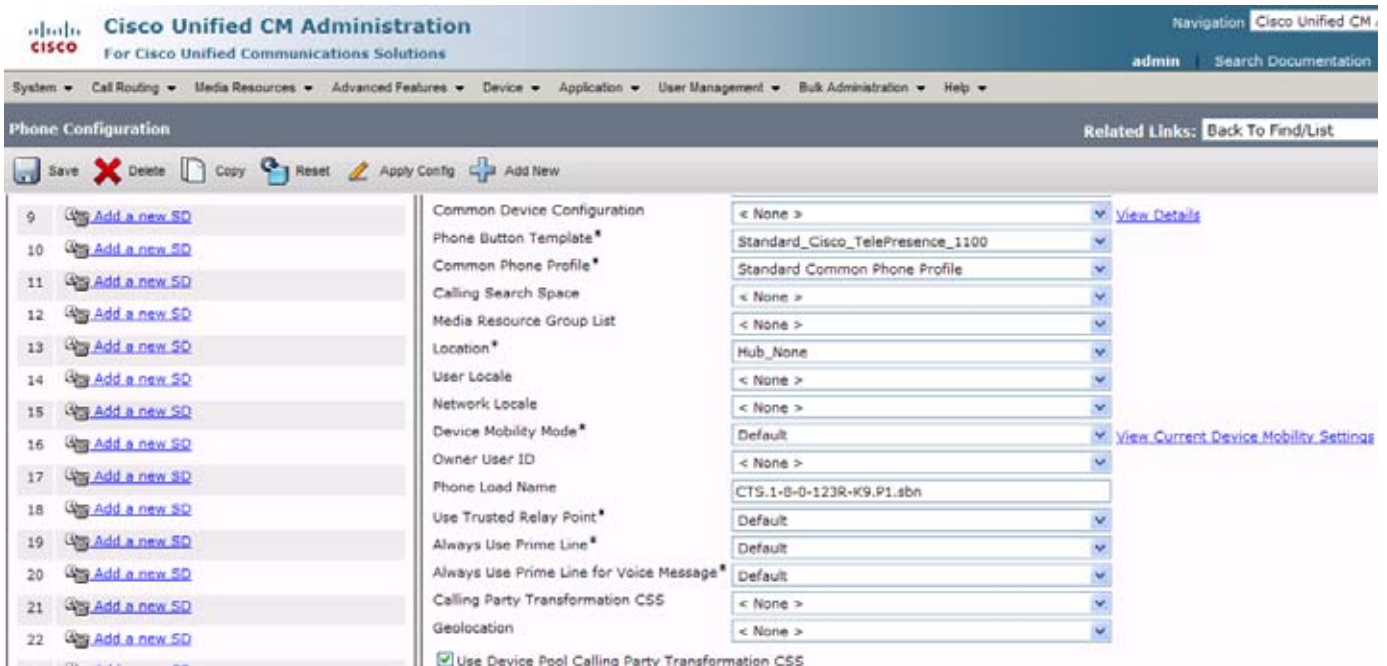 Cisco Unified CM Administration
Navigation Cisco Unified CM
CISCO
For Cisco Unified Communications Solutions
admin Search Documentation
System Call Routing Media Resources Advanced Features Device Application User Management Bulk Administration Help
Phone Configuration
Related Links: Back To Find/List
Save Delete Copy Reset Apply Config Add New
9 Add a new SD
10 Add a new SD
11 Add a new SD
12 Add a new SD
13 Add a new SD
14 Add a new SD
15 Add a new SD
16 Add a new SD
17 Add a new SD
18 Add a new SD
19 Add a new SD
20 Add a new SD
21 Add a new SD
22 Add a new SD
Common Device Configuration < None > View Details
Phone Button Template* Standard_Cisco_TelePresence_1100
Common Phone Profile* Standard Common Phone Profile
Calling Search Space < None >
Media Resource Group List < None >
Location* Hub_None
User Locale < None >
Network Locale < None >
Device Mobility Mode* Default View Current Device Mobility Settings
Owner User ID < None >
Phone Load Name CTS.1-8-0-123R-K9.P1.sbn
Use Trusted Relay Point* Default
Always Use Prime Line* Default
Always Use Prime Line for Voice Message* Default
Calling Party Transformation CSS < None >
Geolocation < None >
Use Device Pool Calling Party Transformation CSS